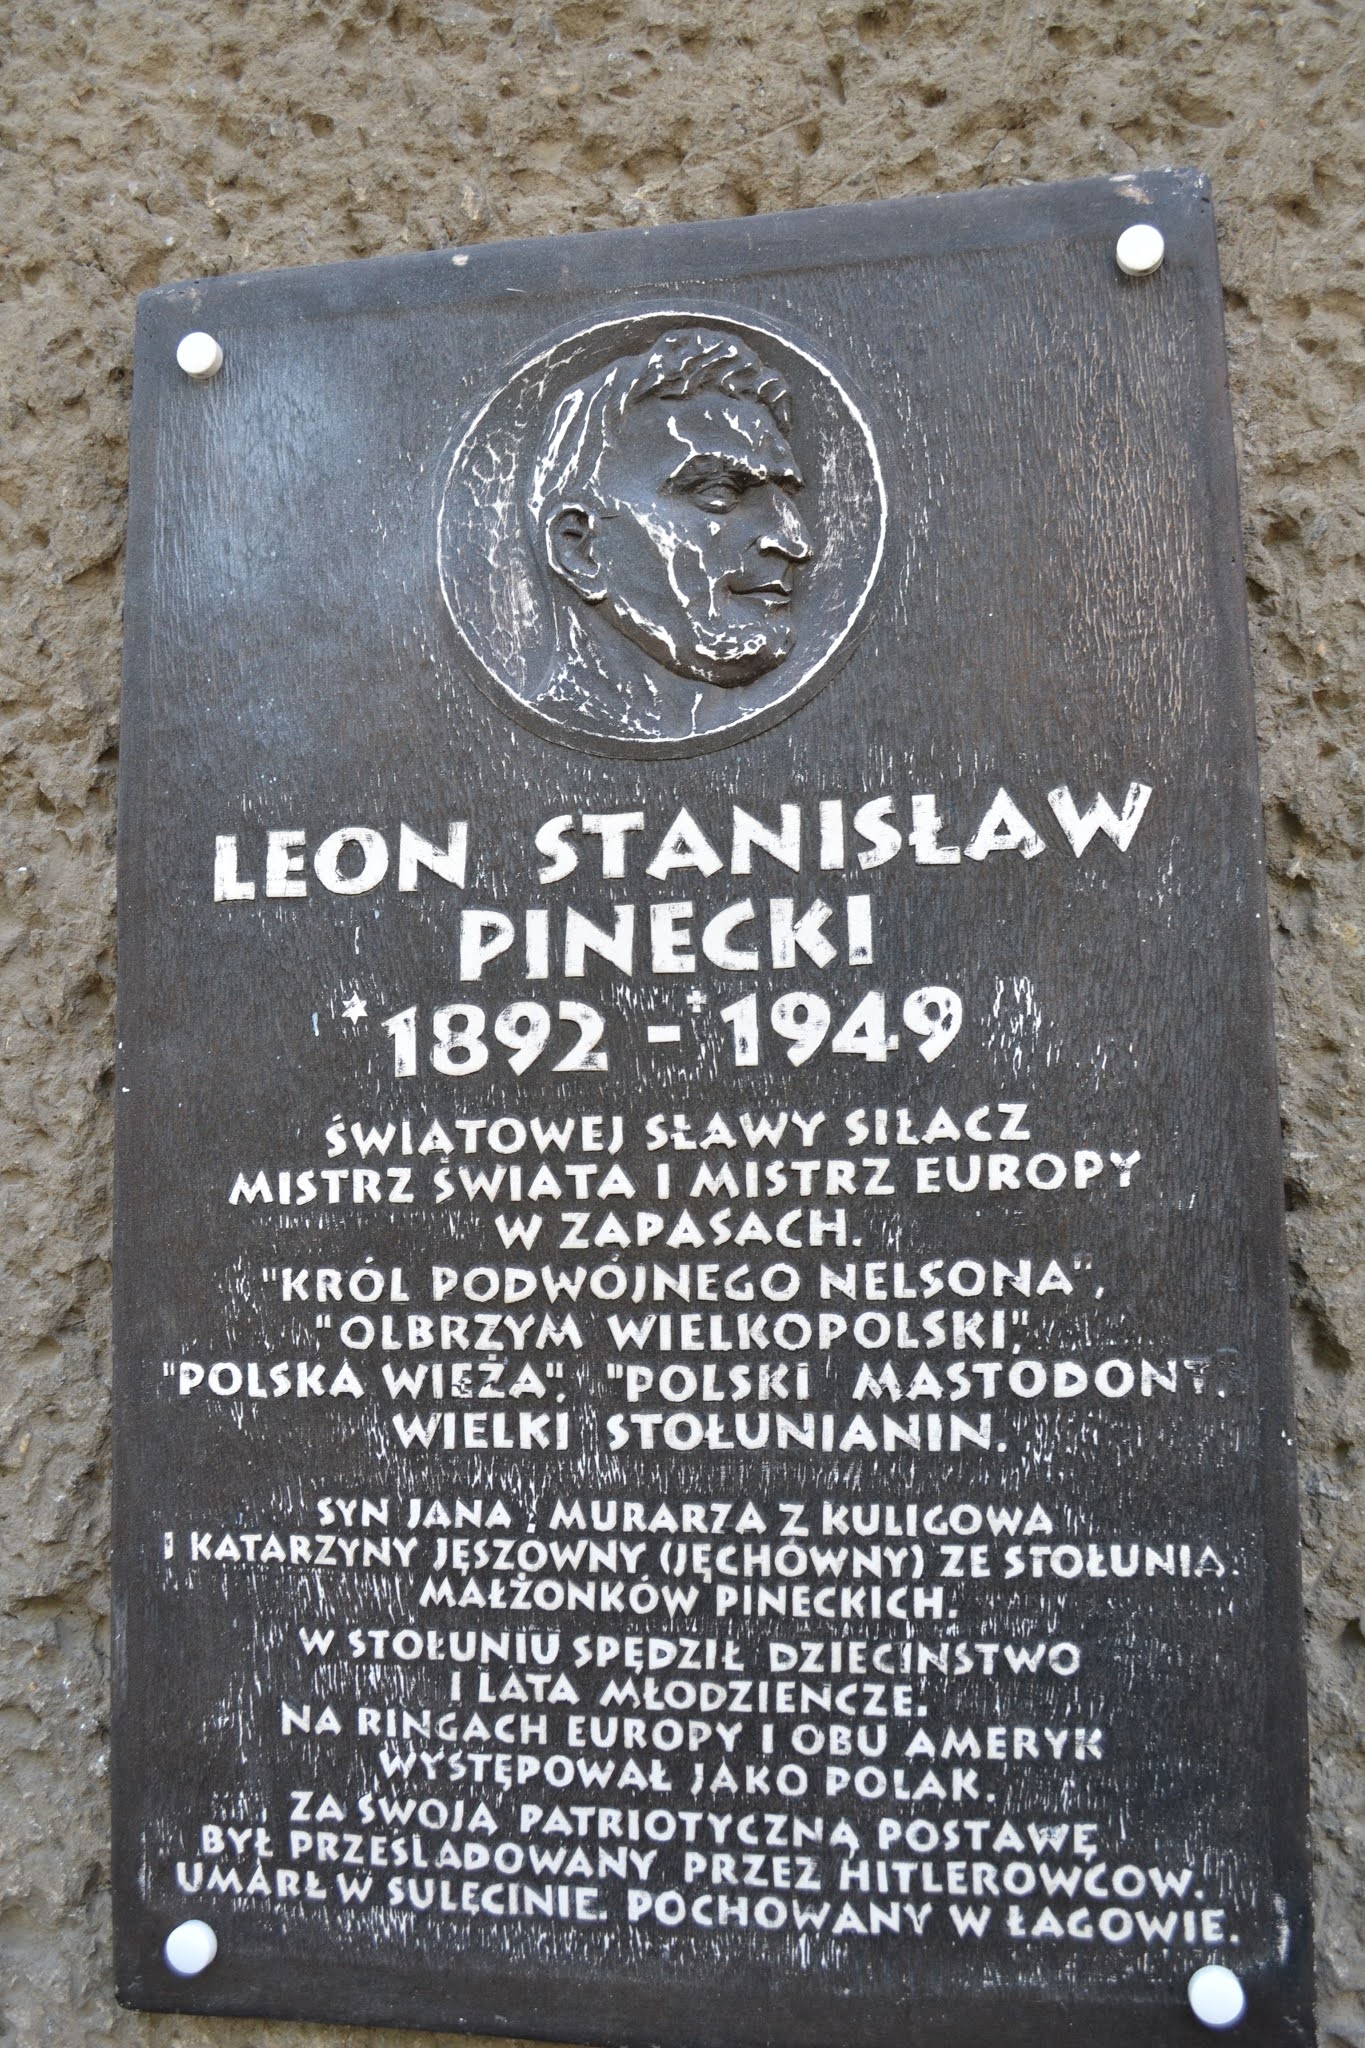 LEON STANISŁAW
PINECKI
*1892 - +1949
ŚWIATOWEJ SŁAWY SIŁACZ
MISTRZ ŚWIATA I MISTRZ EUROPY
W ZAPASACH.
"KRÓL PODWÓJNEGO NELSONA",
"OLBRZYM WIELKOPOLSKI",
"POLSKA WIEŻA", "POLSKI MASTODONT".
WIELKI STOŁUNIANIN.
SYN JANA, MURARZA Z KULIGOWA
I KATARZYNY JĘSZÓWNY (JĘCHÓWNY) ZE STOŁUNIA.
MAŁŻONKÓW PINECKICH.
W STOŁUNIU SPĘDZIŁ DZIECIŃSTWO
I LATA MŁODZIEŃCZE.
NA RINGACH EUROPY I OBU AMERYK
WYSTĘPOWAŁ JAKO POLAK.
ZA SWOJĄ PATRIOTYCZNĄ POSTAWĘ
BYŁ PRZEŚLADOWANY PRZEZ HITLEROWCÓW.
UMARŁ W SULĘCINIE. POCHOWANY W ŁAGOWIE.